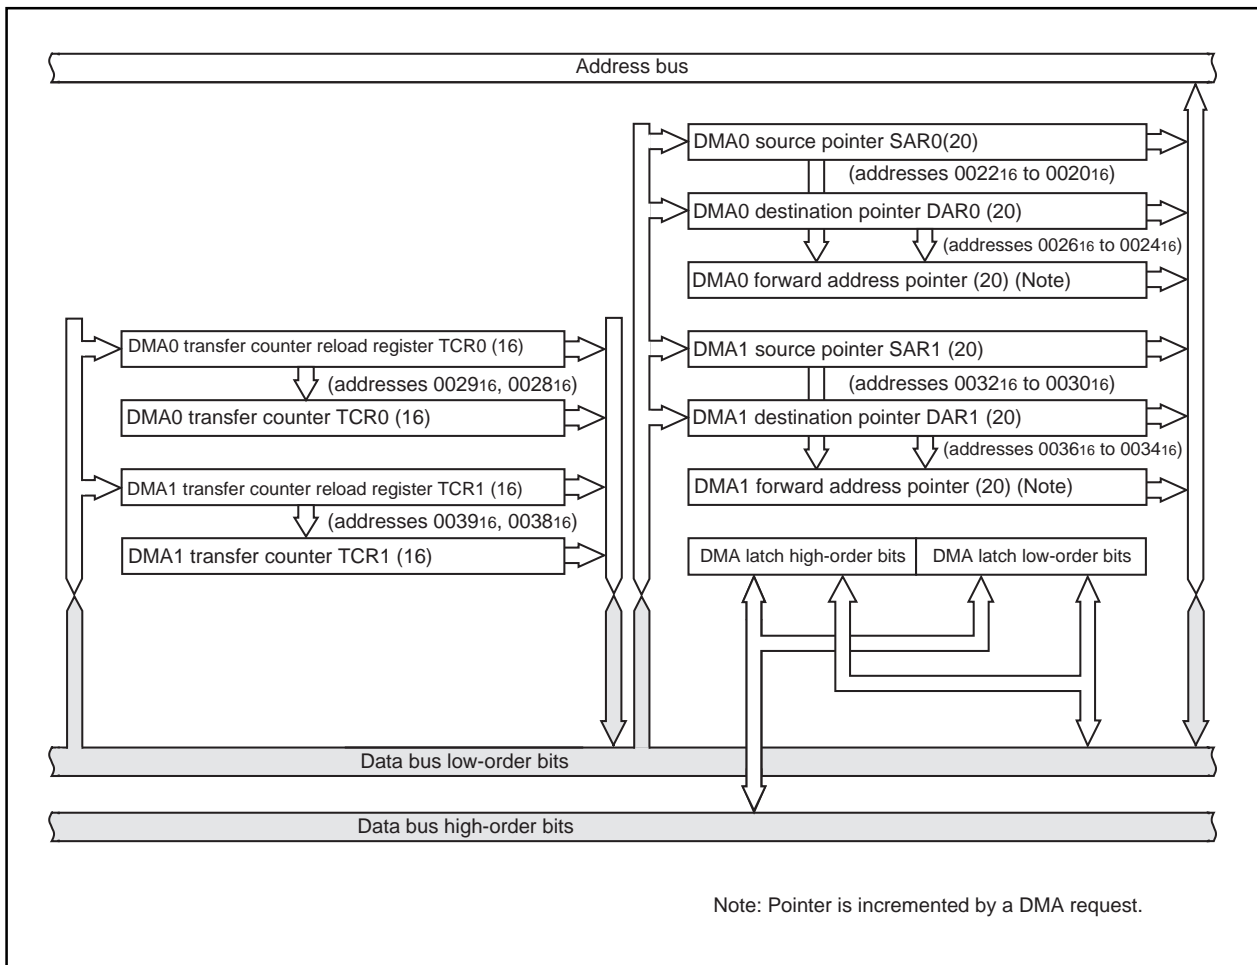 Address bus
DMA0 source pointer SAR0(20)
(addresses 002216 to 002016)
DMA0 destination pointer DAR0 (20)
(addresses 002616 to 002416)
DMA0 forward address pointer (20) (Note)
DMA0 transfer counter reload register TCR0 (16)
(addresses 002916, 002816)
DMA0 transfer counter TCR0 (16)
DMA1 transfer counter reload register TCR1 (16)
(addresses 003916, 003816)
DMA1 transfer counter TCR1 (16)
DMA1 source pointer SAR1 (20)
(addresses 003216 to 003016)
DMA1 destination pointer DAR1 (20)
(addresses 003616 to 003416)
DMA1 forward address pointer (20) (Note)
DMA latch high-order bits
DMA latch low-order bits
Data bus low-order bits
Data bus high-order bits
Note: Pointer is incremented by a DMA request.